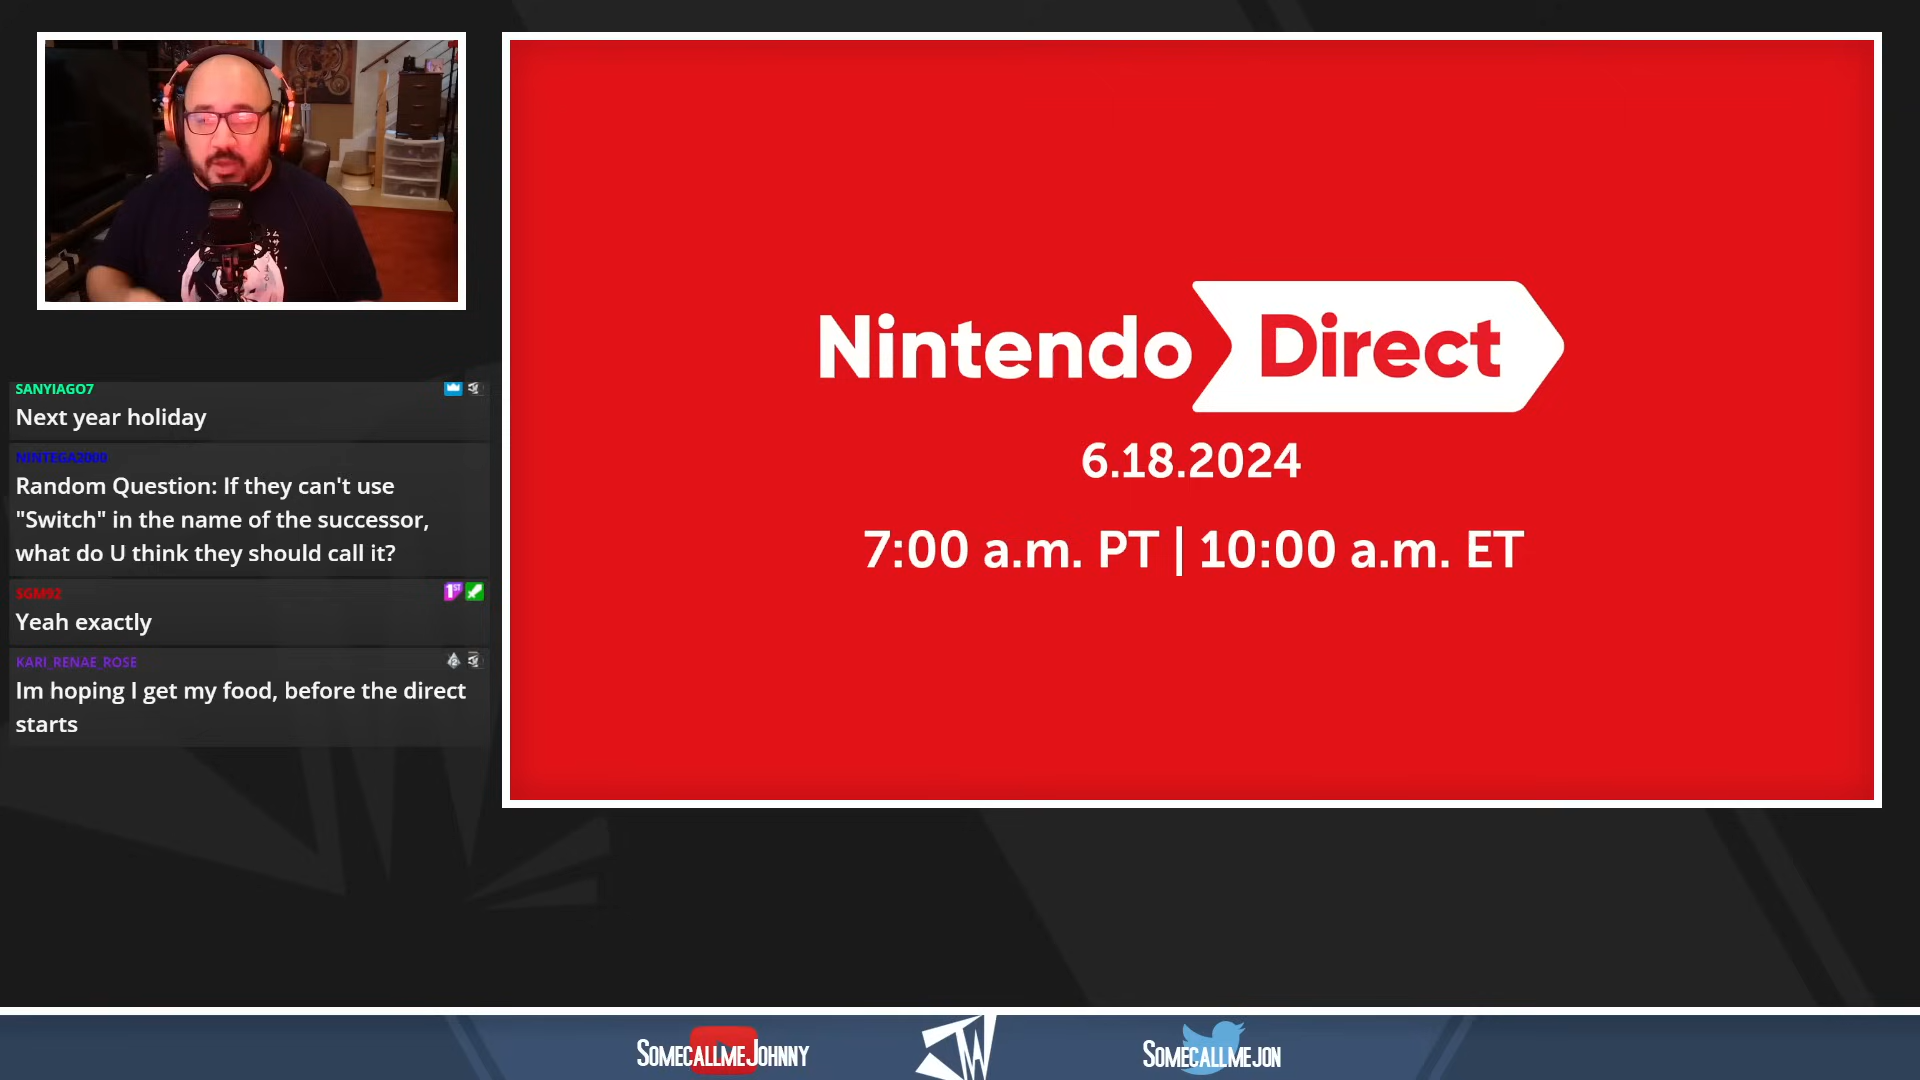 Nintendo Direct
6.18.2024
7:00 a.m. PT | 10:00 a.m. ET
SANYIAGO7
Next year holiday
NINTEGA2000
Random Question: If they can't use
"Switch" in the name of the successor,
what do U think they should call it?
SGM92
1ST
Yeah exactly
KARI_RENAE_ROSE
Im hoping I get my food, before the direct
starts
SOMECALLMEJOHNNY
SOMECALLMEJON